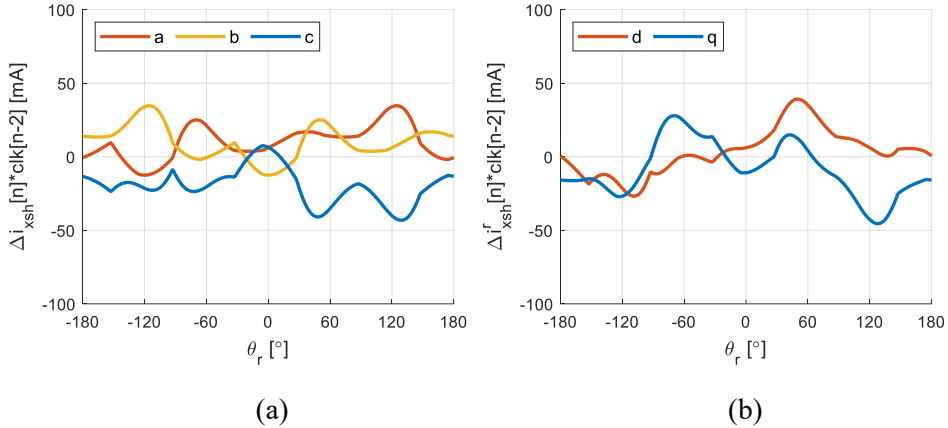 a b c
100
50
0
-50
-100
-180 -120 -60 0 60 120 180
θ_r [°]
Δi_xsh[n]*clk[n-2] [mA]
(a)
d q
100
50
0
-50
-100
-180 -120 -60 0 60 120 180
θ_r [°]
Δi^r_xsh[n]*clk[n-2] [mA]
(b)